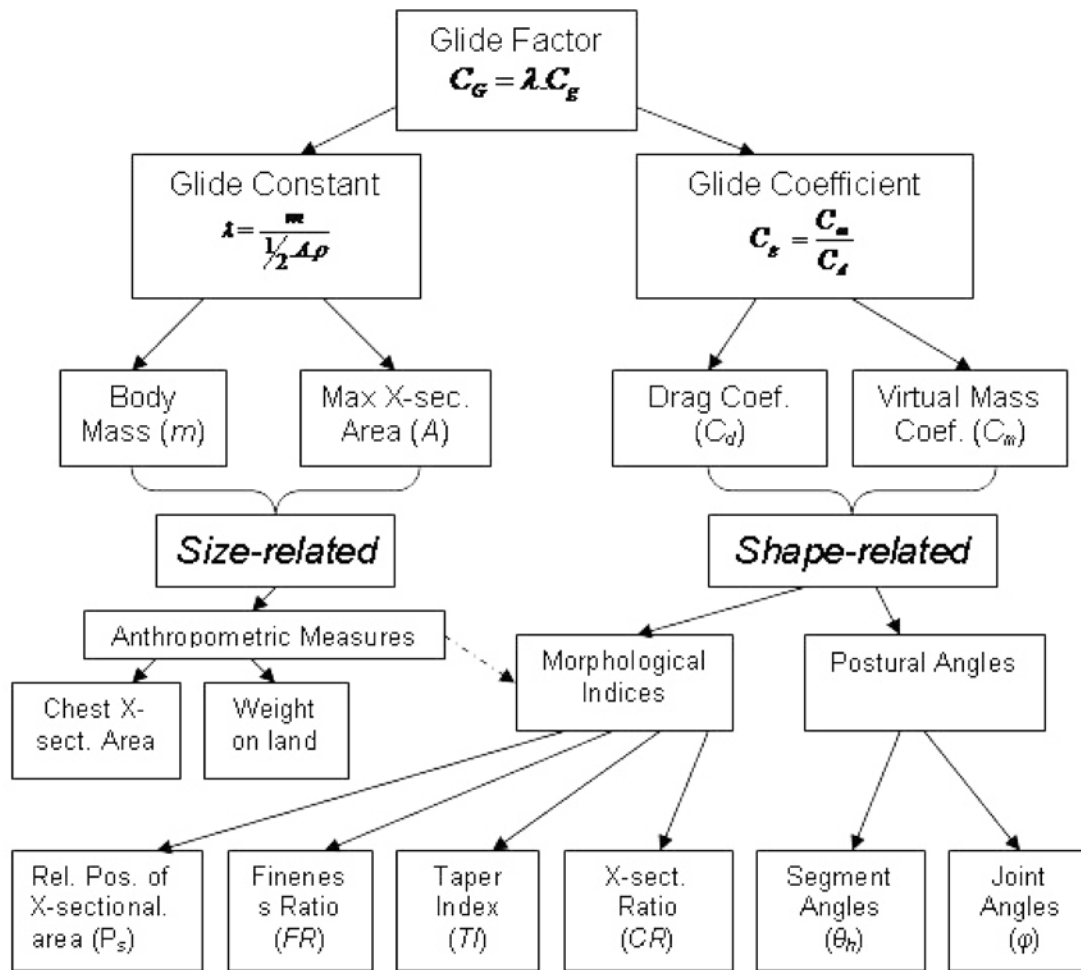 Glide Factor
C_G = λ.C_g
Glide Constant
λ = m / ½.A.ρ
Glide Coefficient
C_g = C_m / C_d
Body
Mass (m)
Max X-sec.
Area (A)
Drag Coef.
(C_d)
Virtual Mass
Coef. (C_m)
Size-related
Shape-related
Anthropometric Measures
Morphological
Indices
Postural Angles
Chest X-
sect. Area
Weight
on land
Rel. Pos. of
X-sectional.
area (P_s)
Finenes
s Ratio
(FR)
Taper
Index
(TI)
X-sect.
Ratio
(CR)
Segment
Angles
(θ_h)
Joint
Angles
(φ)